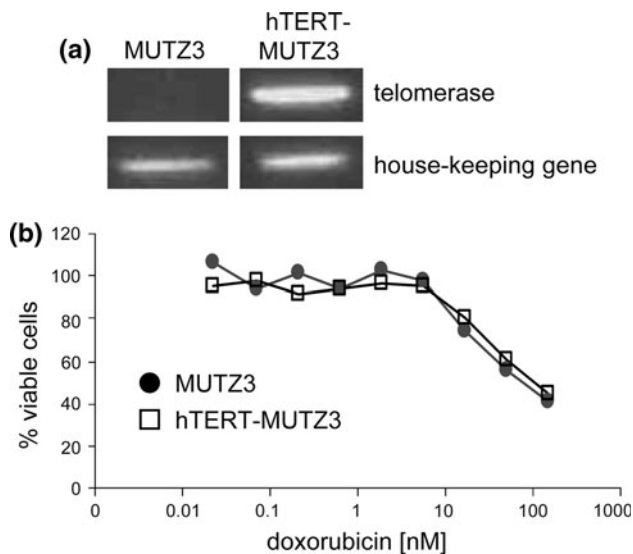 (a)
MUTZ3
hTERT-
MUTZ3
telomerase
house-keeping gene
(b)
120
100
80
60
40
20
0
% viable cells
MUTZ3
hTERT-MUTZ3
0 0.01 0.1 1 10 100 1000
doxorubicin [nM]